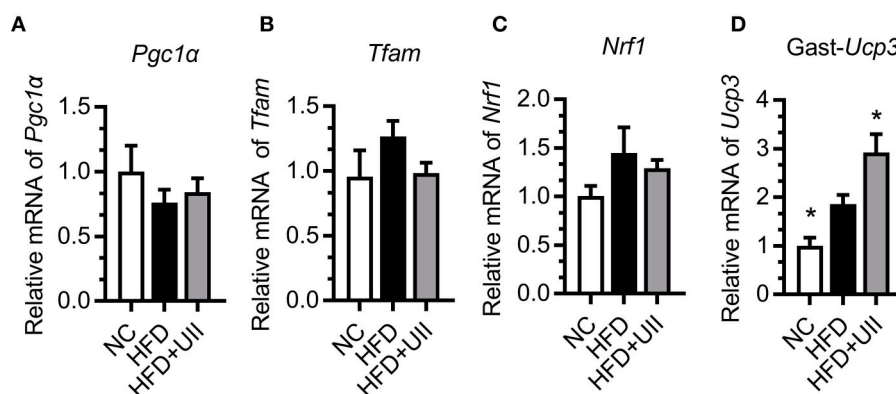 A
Pgc1α
Relative mRNA of Pgc1α
1.5
1.0
0.5
0.0
NC
HFD
HFD+UII
B
Tfam
Relative mRNA of Tfam
1.5
1.0
0.5
0.0
NC
HFD
HFD+UII
C
Nrf1
Relative mRNA of Nrf1
2.0
1.5
1.0
0.5
0.0
NC
HFD
HFD+UII
D
Gast-Ucp3
Relative mRNA of Ucp3
4
3
2
1
0
*
*
NC
HFD
HFD+UII